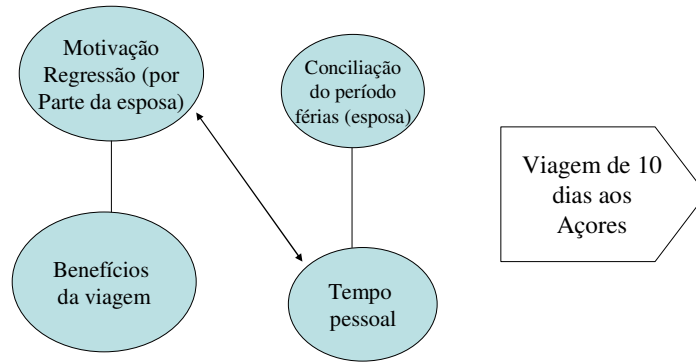 Motivação
Regressão (por
Parte da esposa)
Conciliação
do período
férias (esposa)
Viagem de 10
dias aos
Açores
Benefícios
da viagem
Tempo
pessoal